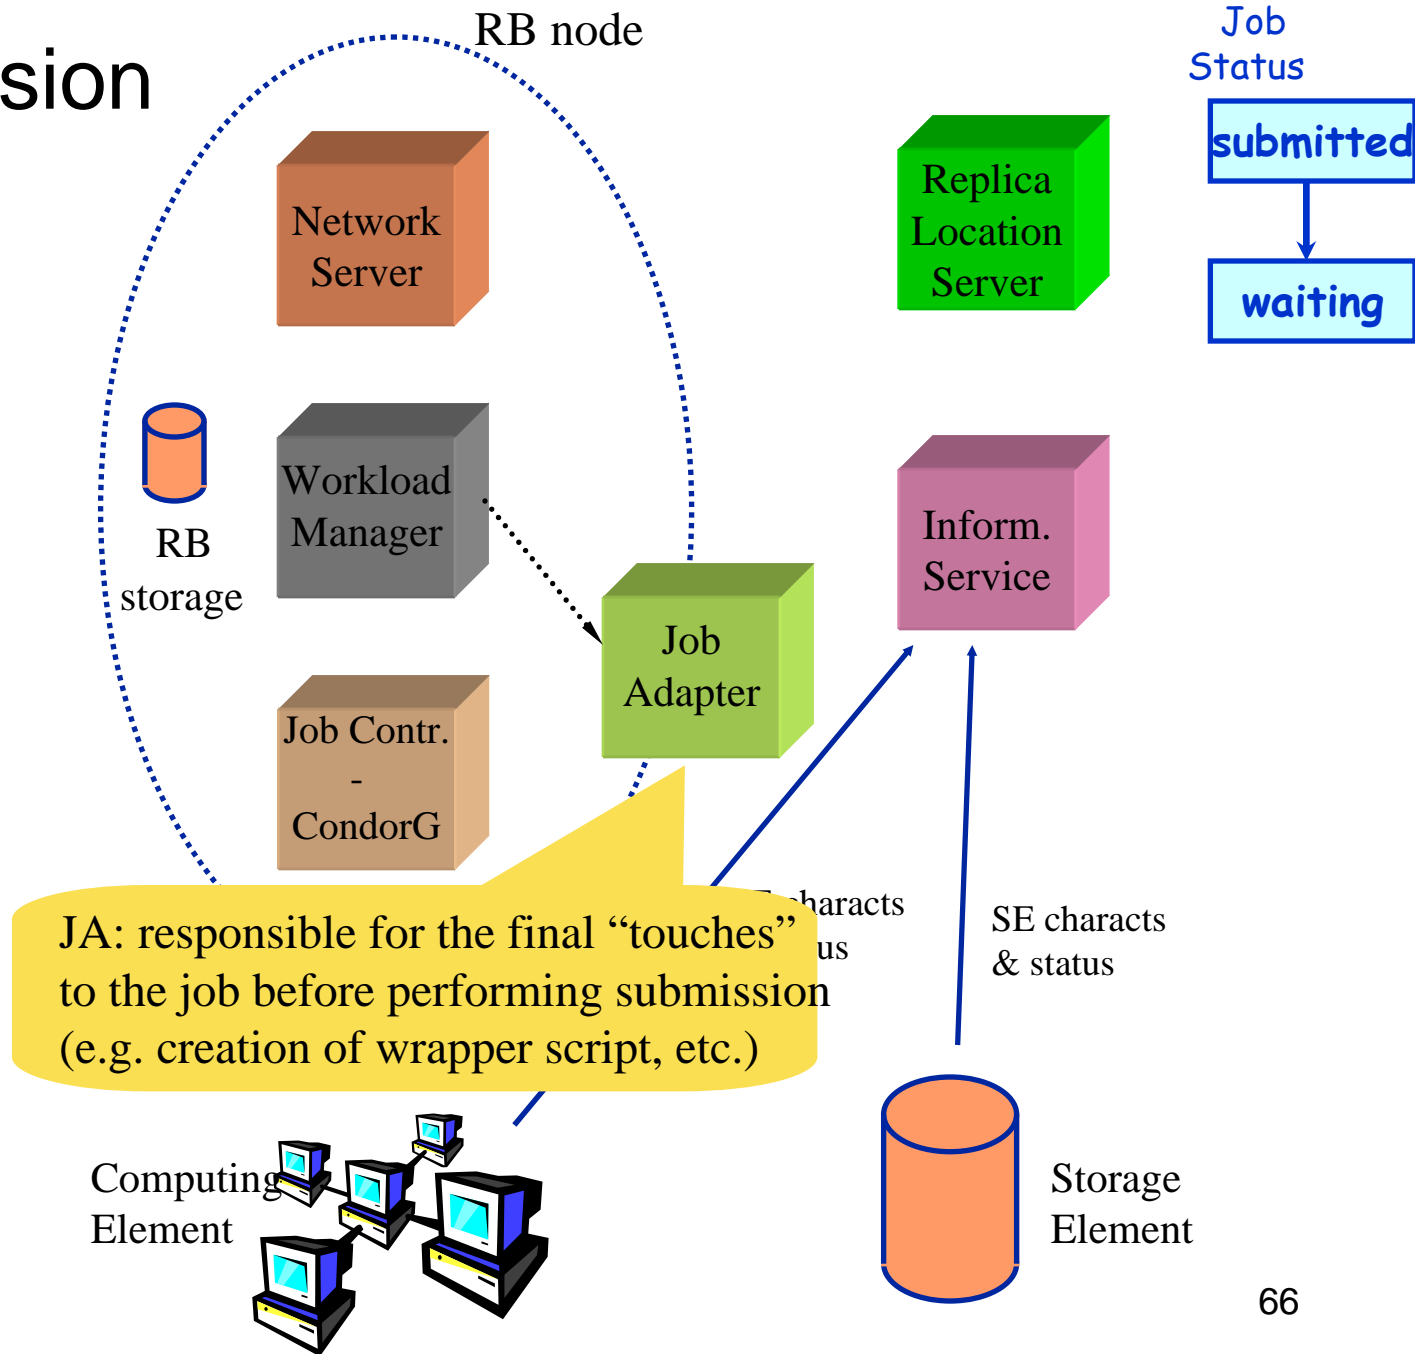 sion
RB node
Job
Status
submitted
waiting
Network
Server
Replica
Location
Server
Workload
Manager
RB
storage
Inform.
Service
Job
Adapter
Job Contr.
-
CondorG
characts
us
SE characts
& status
JA: responsible for the final “touches”
to the job before performing submission
(e.g. creation of wrapper script, etc.)
Computing
Element
Storage
Element
66